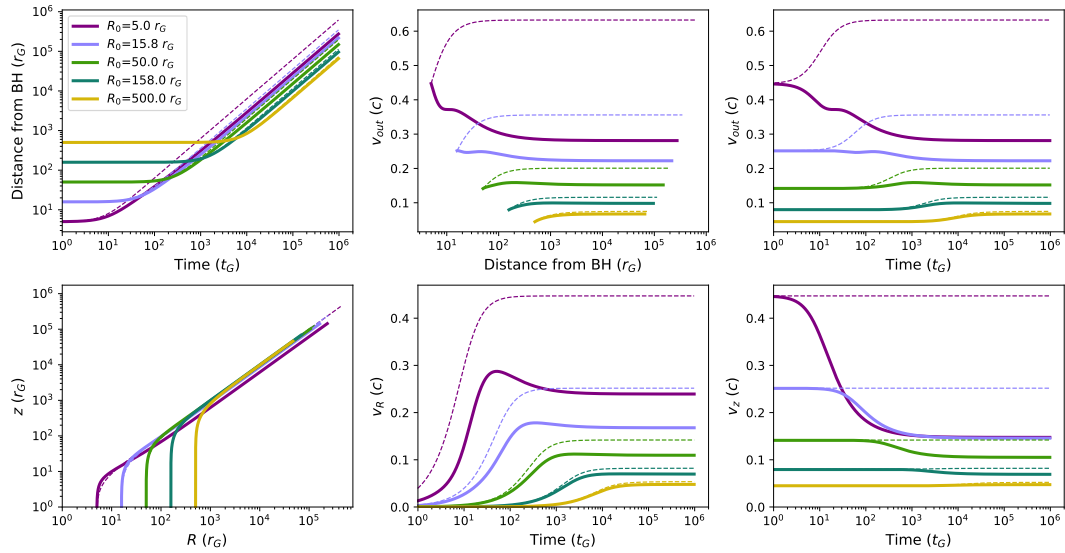 10⁶
10⁵
10⁴
10³
10²
10¹
Distance from BH (r_G)
R₀=5.0 r_G
R₀=15.8 r_G
R₀=50.0 r_G
R₀=158.0 r_G
R₀=500.0 r_G
10⁰ 10¹ 10² 10³ 10⁴ 10⁵ 10⁶
Time (t_G)
0.6
0.5
0.4
0.3
0.2
0.1
v_out (c)
10¹ 10² 10³ 10⁴ 10⁵ 10⁶
Distance from BH (r_G)
0.6
0.5
0.4
0.3
0.2
0.1
v_out (c)
10⁰ 10¹ 10² 10³ 10⁴ 10⁵ 10⁶
Time (t_G)
10⁶
10⁵
10⁴
10³
10²
10¹
10⁰
z (r_G)
10⁰ 10¹ 10² 10³ 10⁴ 10⁵
R (r_G)
0.4
0.3
0.2
0.1
0.0
v_R (c)
10⁰ 10¹ 10² 10³ 10⁴ 10⁵ 10⁶
Time (t_G)
0.4
0.3
0.2
0.1
0.0
v_z (c)
10⁰ 10¹ 10² 10³ 10⁴ 10⁵ 10⁶
Time (t_G)